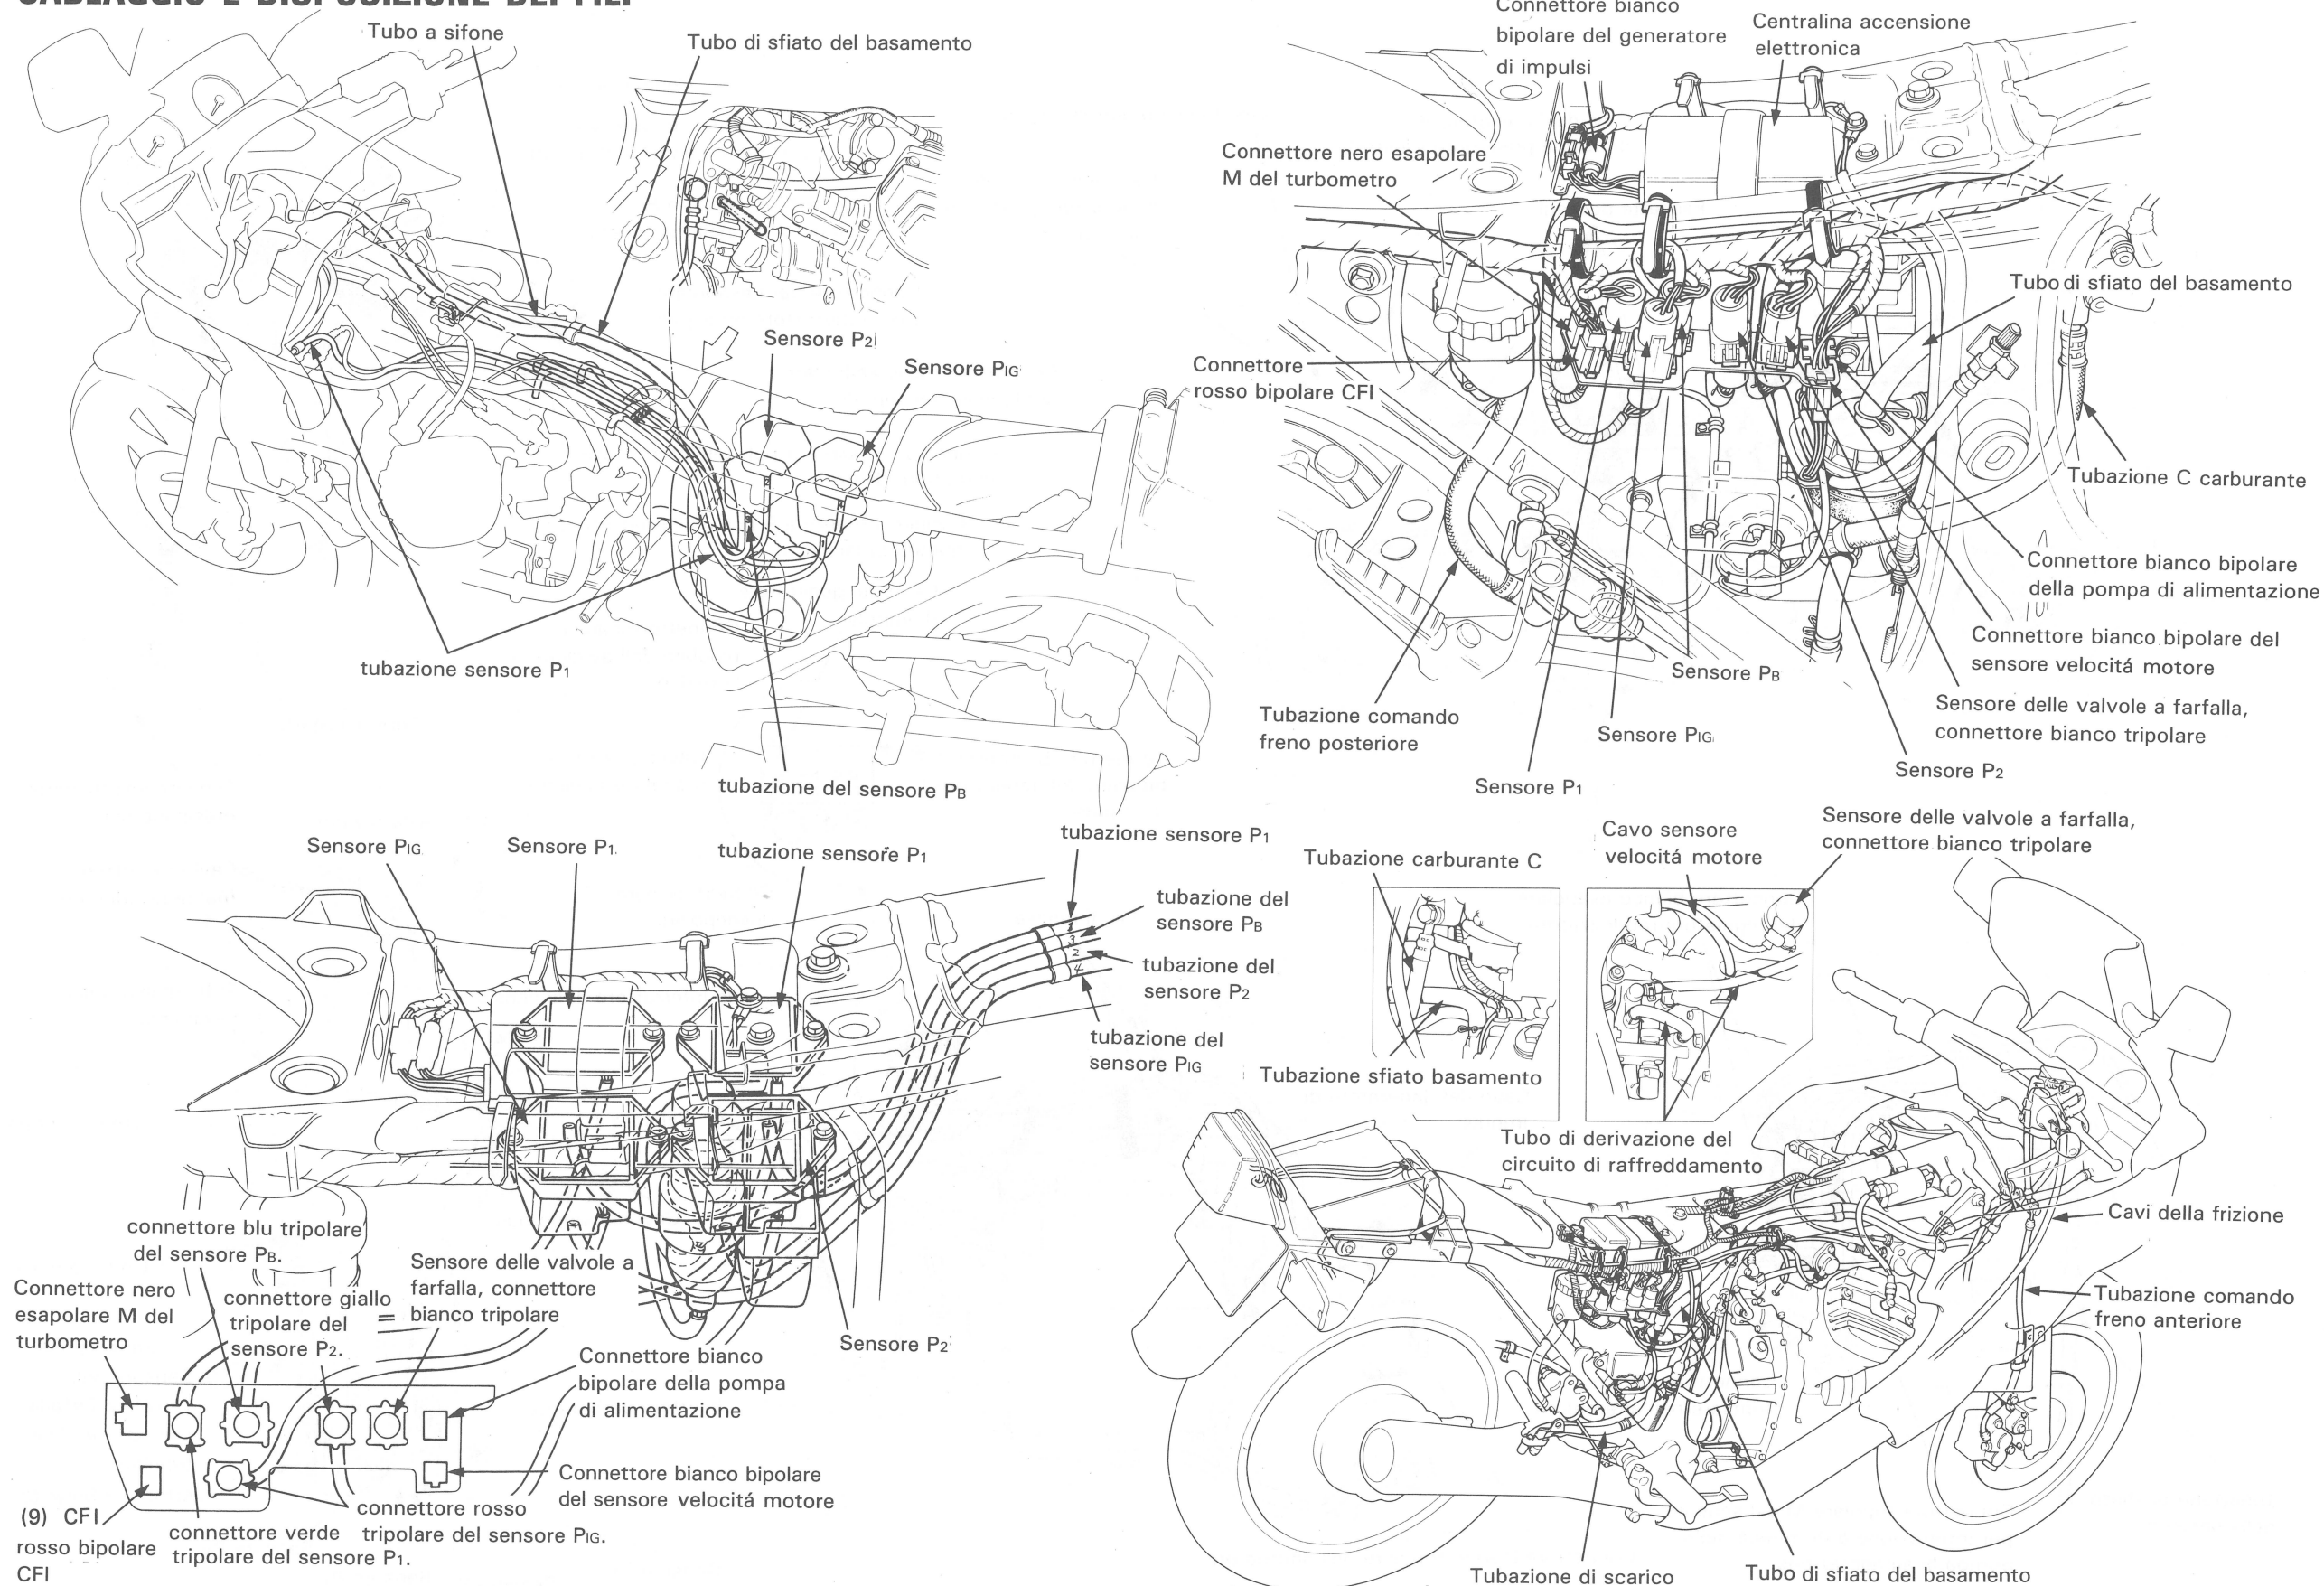 CABLAGGIO E DISPOSIZIONE DEI FILI
Tubo a sifone
Tubo di sfiato del basamento
Sensore P2
Sensore PIG
tubazione sensore P1
tubazione del sensore PB
Connettore bianco
bipolare del generatore
di impulsi
Centralina accensione
elettronica
Connettore nero esapolare
M del turbometro
Connettore
rosso bipolare CFI
Tubo di sfiato del basamento
Tubazione C carburante
Connettore bianco bipolare
della pompa di alimentazione
Connettore bianco bipolare del
sensore velocitá motore
Sensore delle valvole a farfalla,
connettore bianco tripolare
Sensore PB
Sensore PIG
Sensore P2
Sensore P1
Tubazione comando
freno posteriore
Sensore PIG
Sensore P1
tubazione sensore P1
tubazione sensore P1
tubazione del
sensore PB
tubazione del
sensore P2
tubazione del
sensore PIG
3
2
4
connettore blu tripolare
del sensore PB.
Connettore nero
esapolare M del
turbometro
connettore giallo
tripolare del
sensore P2.
Sensore delle valvole a
farfalla, connettore
= bianco tripolare
Sensore P2
Connettore bianco
bipolare della pompa
di alimentazione
Connettore bianco bipolare
del sensore velocitá motore
connettore rosso
tripolare del sensore PIG.
connettore verde
tripolare del sensore P1.
(9) CFI
rosso bipolare
CFI
Tubazione carburante C
Cavo sensore
velocitá motore
Sensore delle valvole a farfalla,
connettore bianco tripolare
Tubazione sfiato basamento
Tubo di derivazione del
circuito di raffreddamento
Cavi della frizione
Tubazione comando
freno anteriore
Tubazione di scarico
Tubo di sfiato del basamento